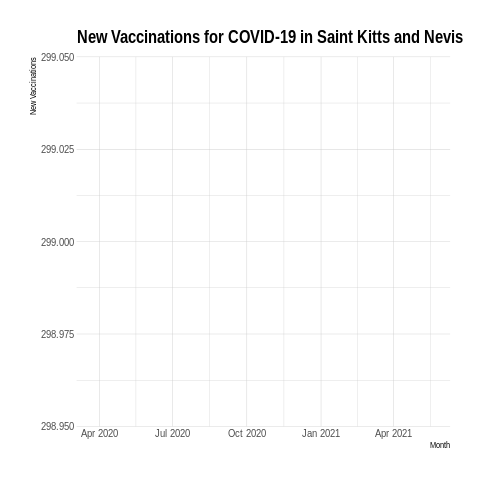 New Vaccinations for COVID-19 in Saint Kitts and Nevis
New Vaccinations
299.050
299.025
299.000
298.975
298.950
Apr 2020 Jul 2020 Oct 2020 Jan 2021 Apr 2021
Month